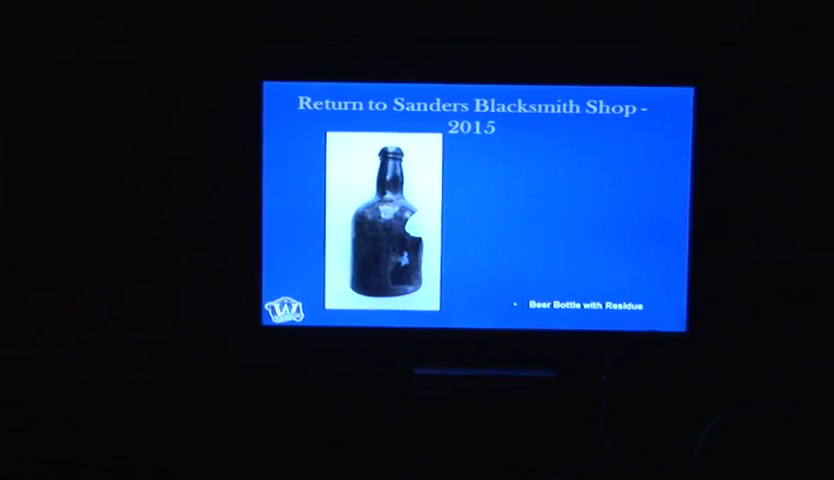 Return to Sanders Blacksmith Shop -
2015
W
• Beer Bottle with Residue